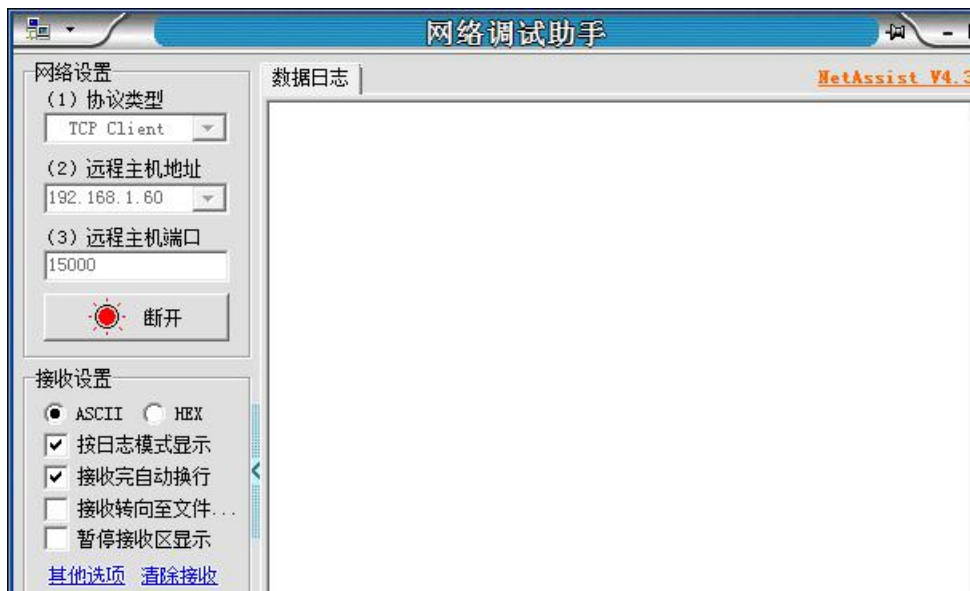 网络调试助手
网络设置
(1) 协议类型
TCP Client
(2) 远程主机地址
192.168.1.60
(3) 远程主机端口
15000
断开
数据日志
NetAssist V4.3
接收设置
ASCII HEX
按日志模式显示
接收完自动换行
接收转向至文件...
暂停接收区显示
其他选项 清除接收